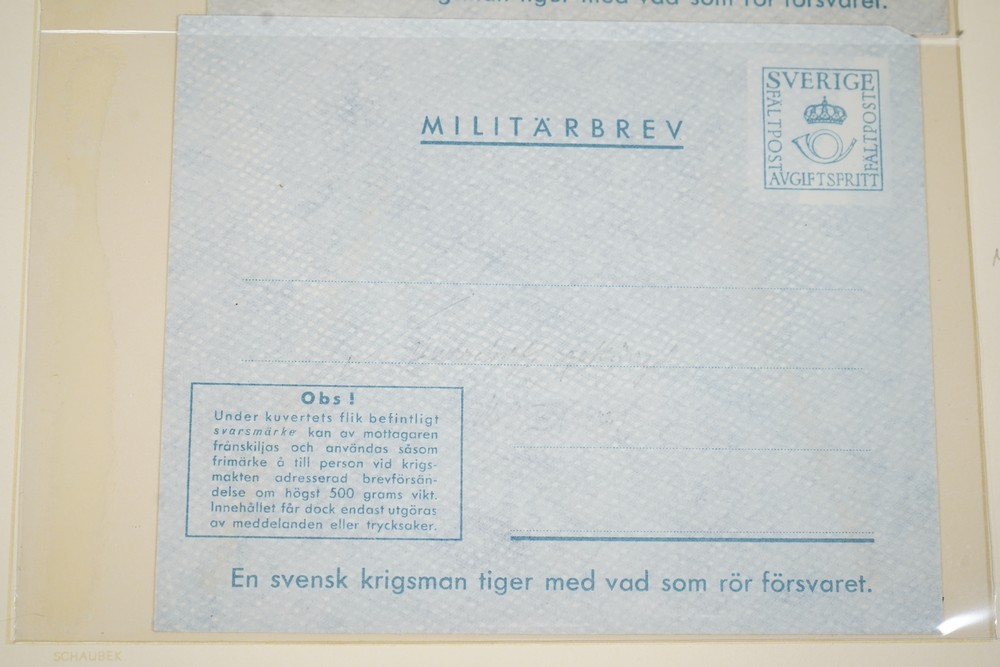 sman tiger med vad som rör försvaret.
MILITÄRBREV
SVERIGE
FÄLTPOST
FÄLTPOST
AVGIFTSFRITT
Obs!
Under kuvertets flik befintligt
svarsmärke kan av mottagaren
frånskiljas och användas såsom
frimärke å till person vid krigs-
makten adresserad brevförsän-
delse om högst 500 grams vikt.
Innehållet får dock endast utgöras
av meddelanden eller trycksaker.
En svensk krigsman tiger med vad som rör försvaret.
SCHAUBEK